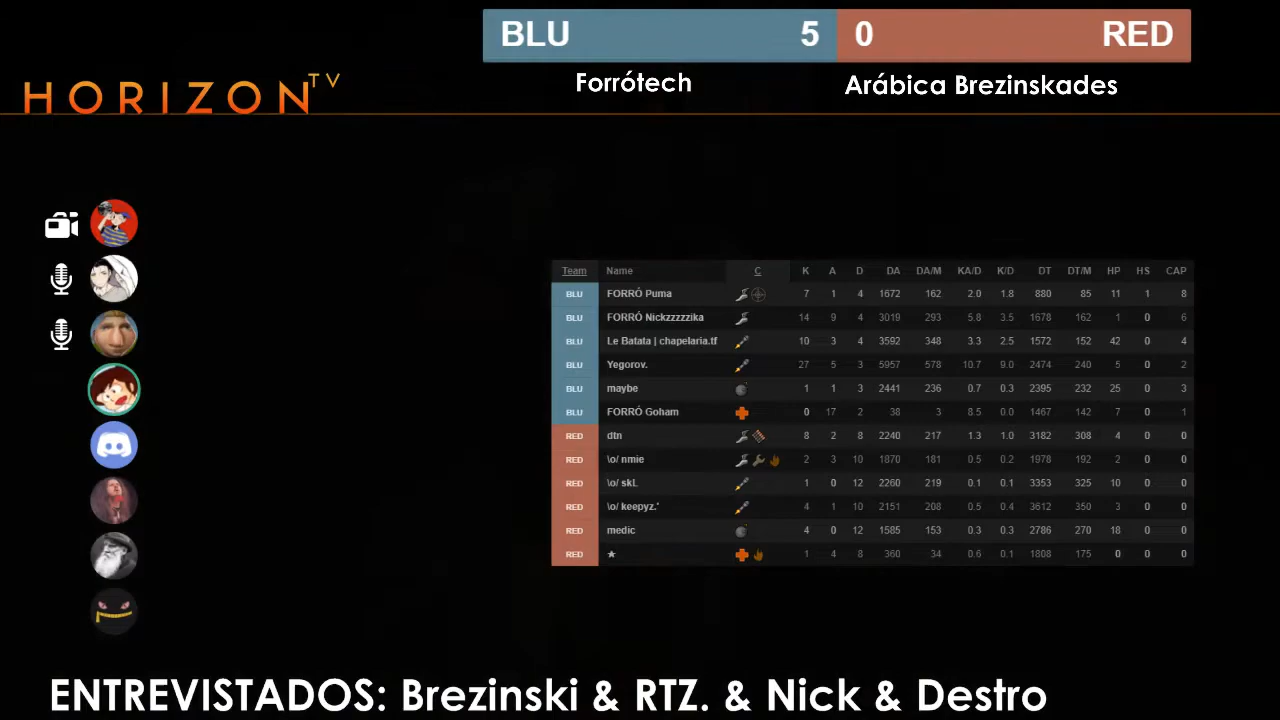 BLU 5 0 RED
Forrótech Arábica Brezinskades
HORIZON TV
Team Name C K A D DA DA/M KA/D K/D DT DT/M HP HS CAP
BLU FORRÓ Puma 7 1 4 1672 162 2.0 1.8 880 85 11 1 8
BLU FORRÓ Nickzzzzzika 14 9 4 3019 293 5.8 3.5 1678 162 1 0 6
BLU Le Batata | chapelaria.tf 10 3 4 3592 348 3.3 2.5 1572 152 42 0 4
BLU Yegorov. 27 5 3 5957 578 10.7 9.0 2474 240 5 0 2
BLU maybe 1 1 3 2441 236 0.7 0.3 2395 232 25 0 3
BLU FORRÓ Goham 0 17 2 38 3 8.5 0.0 1467 142 7 0 1
RED dtn 8 2 8 2240 217 1.3 1.0 3182 308 4 0 0
RED \o/ nmie 2 3 10 1870 181 0.5 0.2 1978 192 2 0 0
RED \o/ skL 1 0 12 2260 219 0.1 0.1 3353 325 10 0 0
RED \o/ keepyz.' 4 1 10 2151 208 0.5 0.4 3612 350 3 0 0
RED medic 4 0 12 1585 153 0.3 0.3 2786 270 18 0 0
RED ★ 1 4 8 360 34 0.6 0.1 1808 175 0 0 0
ENTREVISTADOS: Brezinski & RTZ. & Nick & Destro